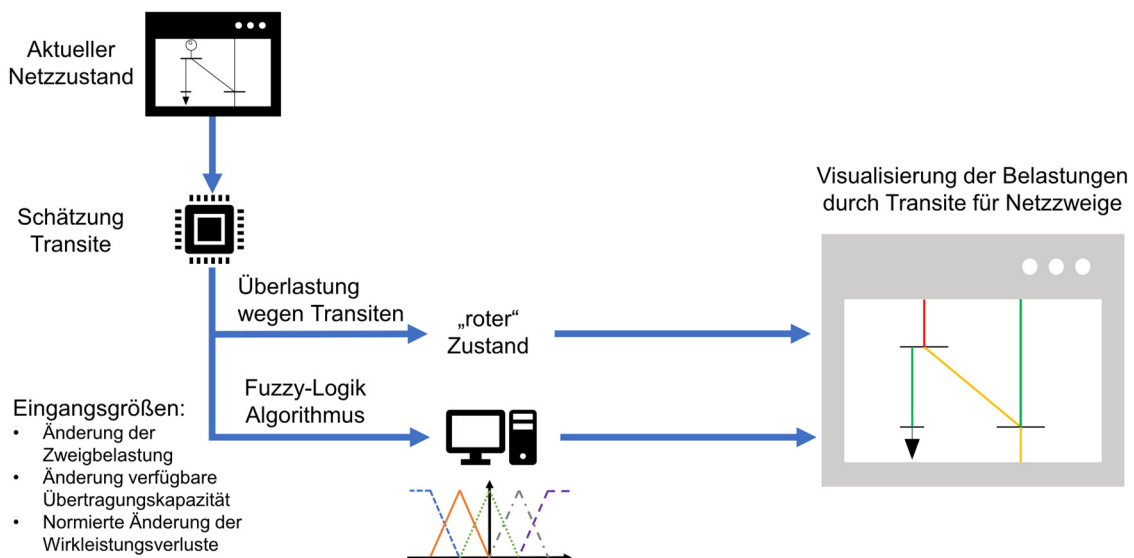 Aktueller
Netzzustand
Schätzung
Transite
Überlastung
wegen Transiten
„roter“
Zustand
Fuzzy-Logik
Algorithmus
Eingangsgrößen:
• Änderung der
Zweigbelastung
• Änderung verfügbare
Übertragungskapazität
• Normierte Änderung der
Wirkleistungsverluste
Visualisierung der Belastungen
durch Transite für Netzzweige